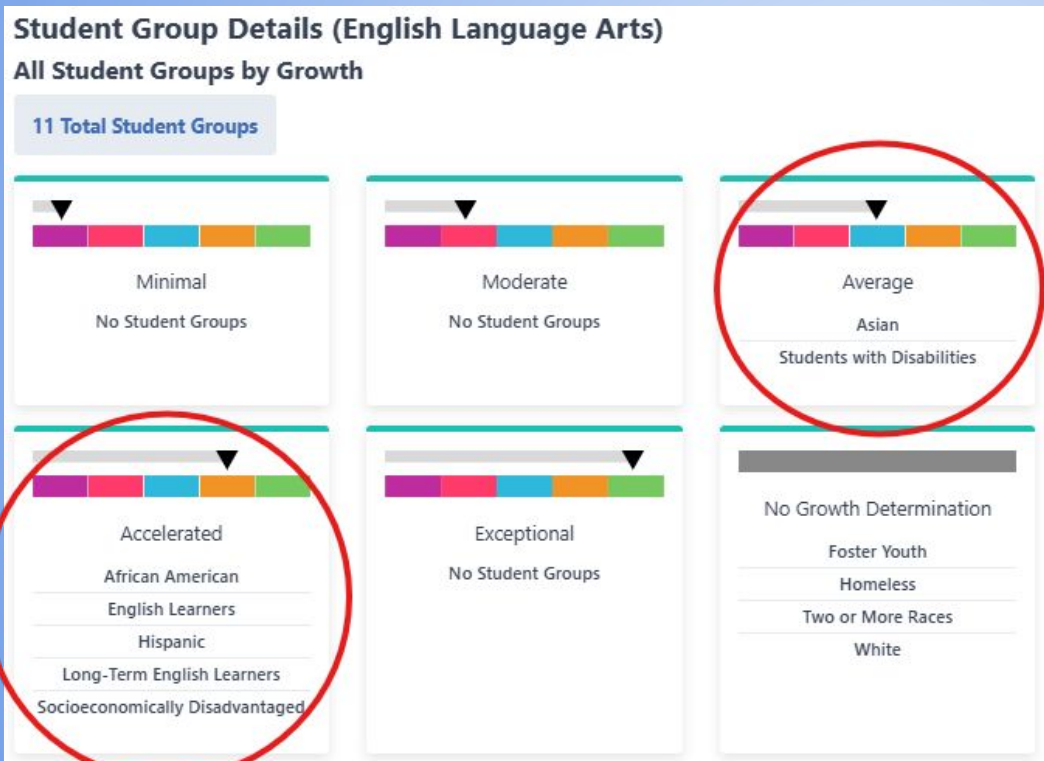 Student Group Details (English Language Arts)
All Student Groups by Growth
11 Total Student Groups
Minimal
No Student Groups
Moderate
No Student Groups
Average
Asian
Students with Disabilities
Accelerated
African American
English Learners
Hispanic
Long-Term English Learners
Socioeconomically Disadvantaged
Exceptional
No Student Groups
No Growth Determination
Foster Youth
Homeless
Two or More Races
White